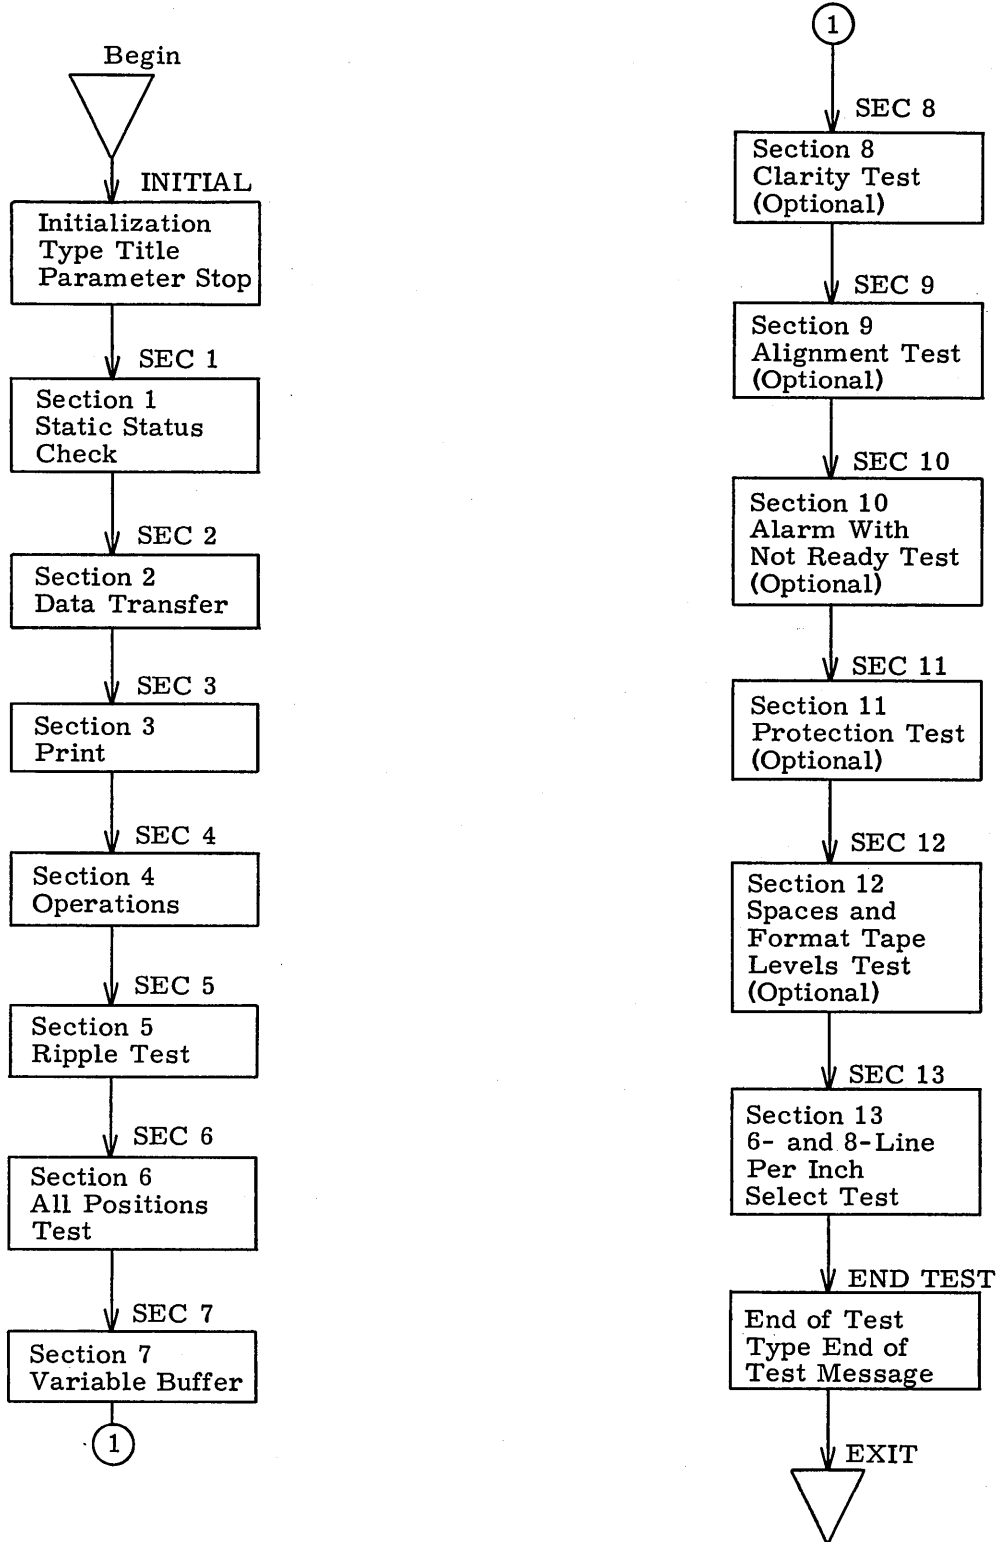 Begin
INITIAL
Initialization
Type Title
Parameter Stop
SEC 1
Section 1
Static Status
Check
SEC 2
Section 2
Data Transfer
SEC 3
Section 3
Print
SEC 4
Section 4
Operations
SEC 5
Section 5
Ripple Test
SEC 6
Section 6
All Positions
Test
SEC 7
Section 7
Variable Buffer
1
1
SEC 8
Section 8
Clarity Test
(Optional)
SEC 9
Section 9
Alignment Test
(Optional)
SEC 10
Section 10
Alarm With
Not Ready Test
(Optional)
SEC 11
Section 11
Protection Test
(Optional)
SEC 12
Section 12
Spaces and
Format Tape
Levels Test
(Optional)
SEC 13
Section 13
6- and 8-Line
Per Inch
Select Test
END TEST
End of Test
Type End of
Test Message
EXIT